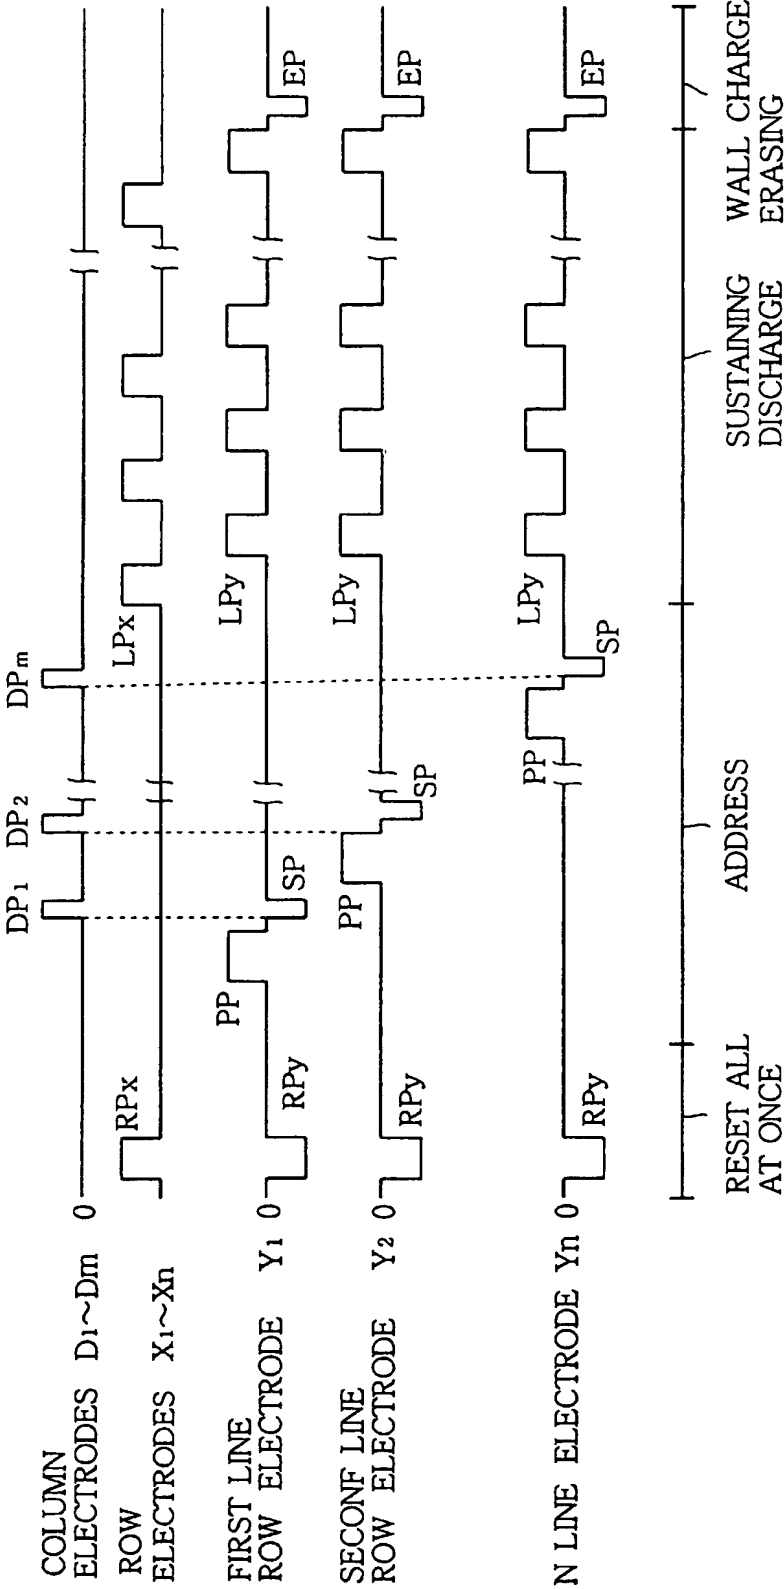 COLUMN
ELECTRODES D1~Dm 0
DP1 DP2 DPm
ROW
ELECTRODES X1~Xn
RPx LPx
FIRST LINE
ROW ELECTRODE Y1 0
RPy PP SP LPy EP
SECONF LINE
ROW ELECTRODE Y2 0
RPy PP SP LPy EP
N LINE ELECTRODE Yn 0
RPy PP SP LPy EP
RESET ALL
AT ONCE
ADDRESS
SUSTAINING
DISCHARGE
WALL CHARGE
ERASING